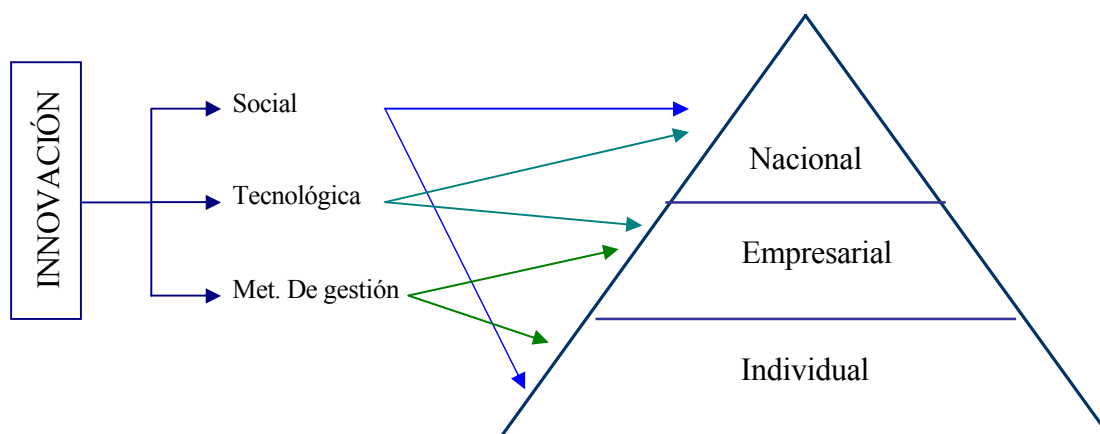 INNOVACIÓN
Social
Tecnológica
Met. De gestión
Nacional
Empresarial
Individual